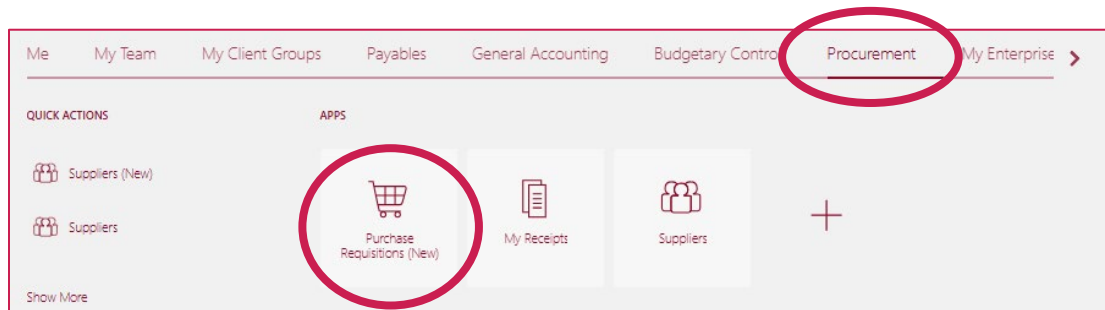 Me My Team My Client Groups Payables General Accounting Budgetary Contro Procurement My Enterprise
QUICK ACTIONS
APPS
Suppliers (New)
Suppliers
Purchase
Requisitions (New)
My Receipts
Suppliers
Show More